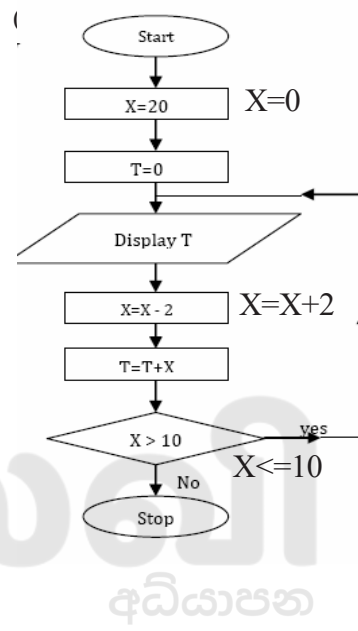 Start
X=20 X=0
T=0
Display T
X=X - 2 X=X+2
T=T+X
X > 10 yes
X<=10
No
Stop
අධ්‍යාපන